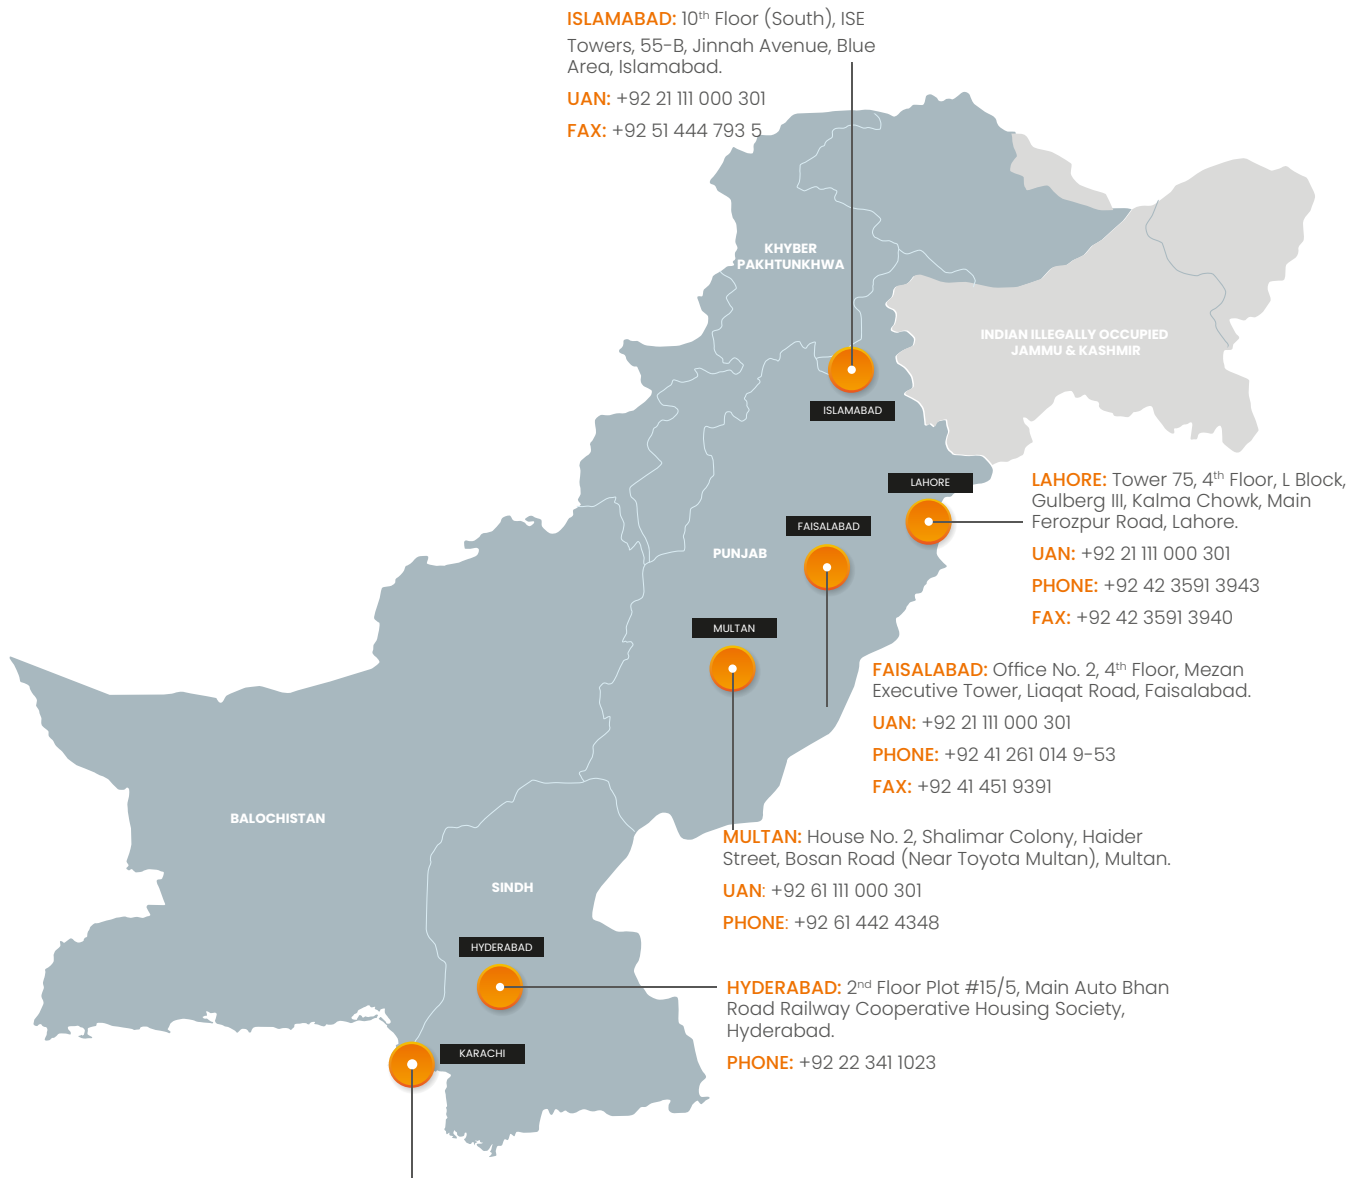 ISLAMABAD: 10th Floor (South), ISE
Towers, 55-B, Jinnah Avenue, Blue
Area, Islamabad.
UAN: +92 21 111 000 301
FAX: +92 51 444 793 5
KHYBER
PAKHTUNKHWA
INDIAN ILLEGALLY OCCUPIED
JAMMU & KASHMIR
ISLAMABAD
LAHORE
LAHORE: Tower 75, 4th Floor, L Block,
Gulberg III, Kalma Chowk, Main
Ferozpur Road, Lahore.
UAN: +92 21 111 000 301
PHONE: +92 42 3591 3943
FAX: +92 42 3591 3940
FAISALABAD
PUNJAB
MULTAN
FAISALABAD: Office No. 2, 4th Floor, Mezan
Executive Tower, Liaqat Road, Faisalabad.
UAN: +92 21 111 000 301
PHONE: +92 41 261 014 9-53
FAX: +92 41 451 9391
BALOCHISTAN
MULTAN: House No. 2, Shalimar Colony, Haider
Street, Bosan Road (Near Toyota Multan), Multan.
UAN: +92 61 111 000 301
PHONE: +92 61 442 4348
SINDH
HYDERABAD
HYDERABAD: 2nd Floor Plot #15/5, Main Auto Bhan
Road Railway Cooperative Housing Society,
Hyderabad.
PHONE: +92 22 341 1023
KARACHI